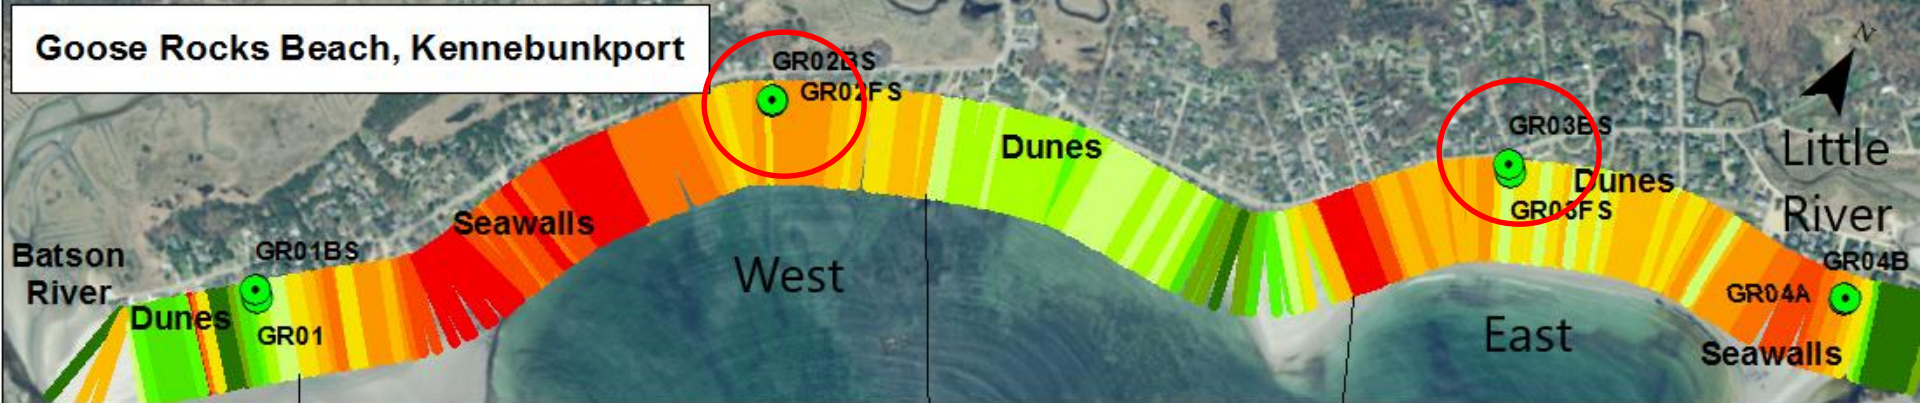 Goose Rocks Beach, Kennebunkport
N
GR02BS
GR02FS
GR03BS
Dunes
Little
River
Dunes
GR03FS
Seawalls
Batson
River
GR01BS
West
GR04B
GR04A
Dunes
GR01
East
Seawalls